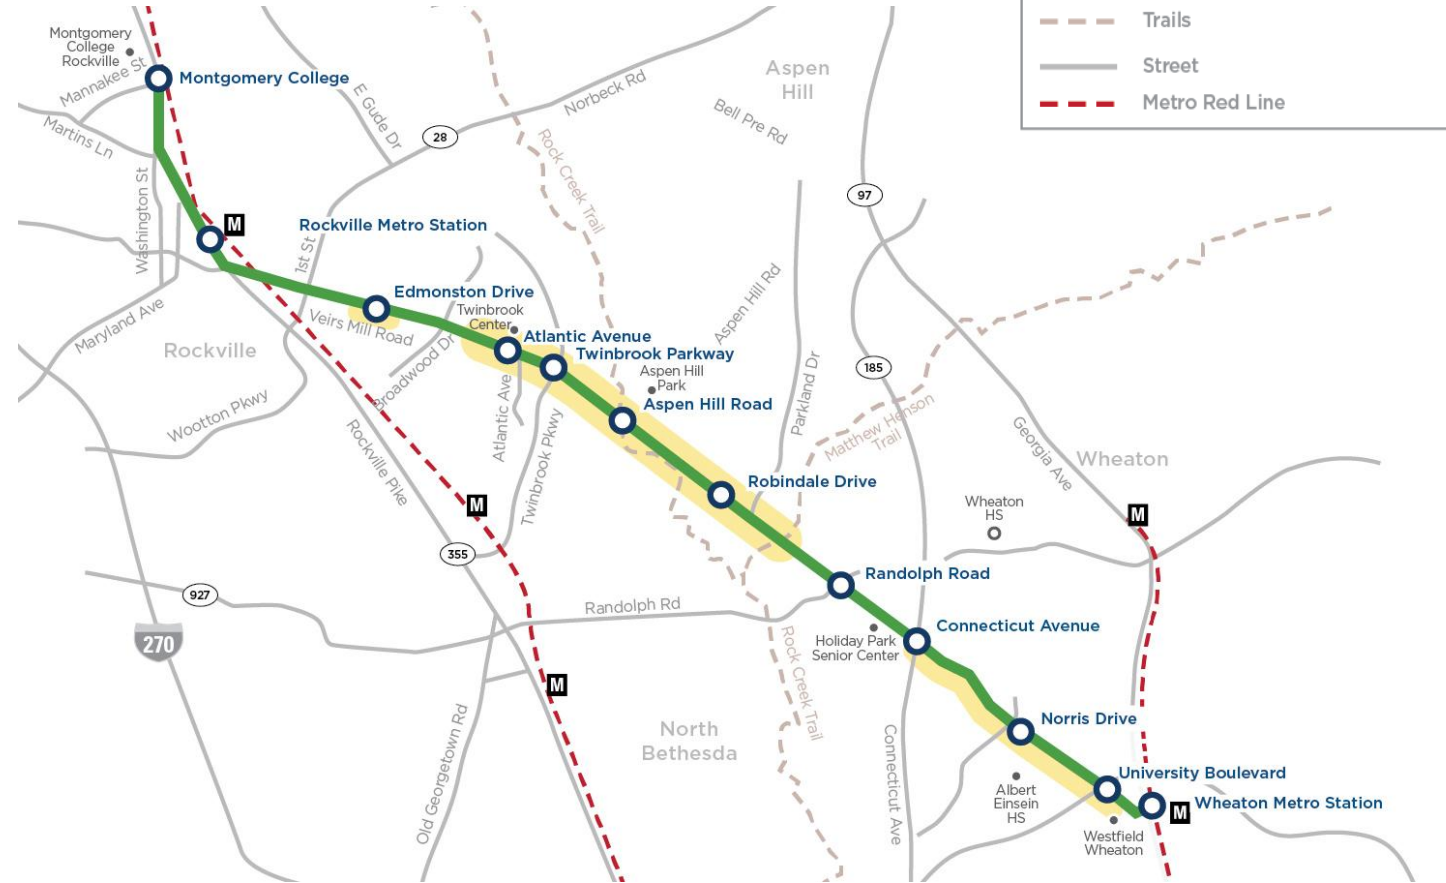 Trails
Street
Metro Red Line
Montgomery
College
Rockville
Mannakee St
Montgomery College
Martins Ln
E Gude Dr
28
Norbeck Rd
Aspen
Hill
Bell Pre Rd
Rock Creek Trail
97
Washington St
M
Rockville Metro Station
1st St
Edmonston Drive
Twinbrook
Center
Veirs Mill Road
Maryland Ave
Rockville
Broadwood Dr
Atlantic Avenue
Twinbrook Parkway
Aspen Hill
Park
Aspen Hill Road
Aspen Hill Rd
Parkland Dr
185
Matthew Henson
Trail
Georgia Ave
Wheaton
Wootton Pkwy
Rockville Pike
Atlantic Ave
Twinbrook Pkwy
Robindale Drive
M
Wheaton
HS
M
355
Randolph Road
927
Randolph Rd
270
Connecticut Avenue
Holiday Park
Senior Center
Rock Creek Trail
M
North
Bethesda
Old Georgetown Rd
Connecticut Ave
Norris Drive
University Boulevard
Albert
Einsein
HS
Wheaton Metro Station
M
Westfield
Wheaton